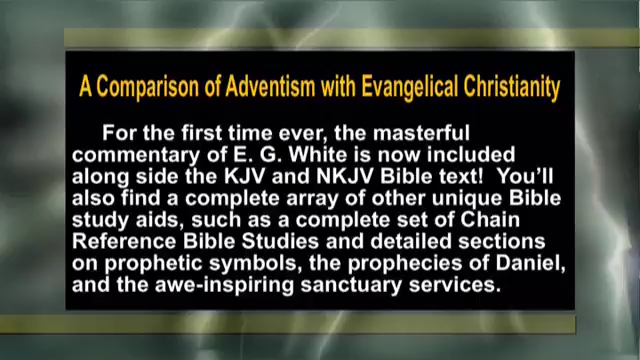 A Comparison of Adventism with Evangelical Christianity
For the first time ever, the masterful
commentary of E. G. White is now included
along side the KJV and NKJV Bible text! You'll
also find a complete array of other unique Bible
study aids, such as a complete set of Chain
Reference Bible Studies and detailed sections
on prophetic symbols, the prophecies of Daniel,
and the awe-inspiring sanctuary services.